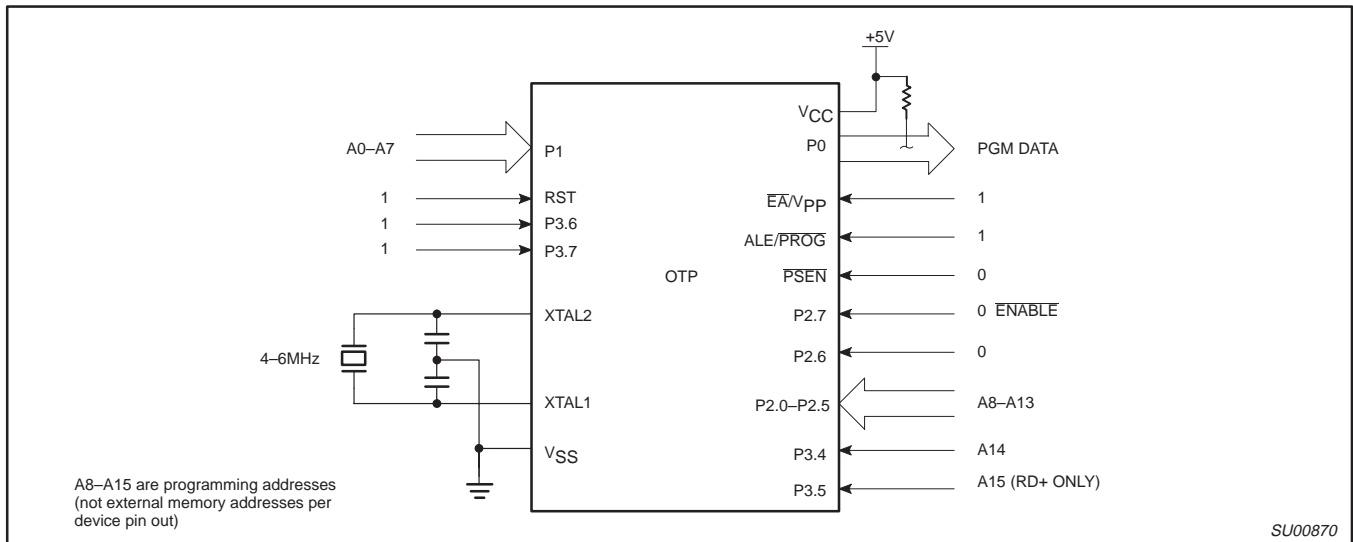 +5V
VCC
A0–A7
P1
P0
PGM DATA
1
RST
EA/VPP
1
1
P3.6
ALE/PROG
1
1
P3.7
OTP
PSEN
0
XTAL2
P2.7
0 ENABLE
4–6MHz
P2.6
0
XTAL1
P2.0–P2.5
A8–A13
VSS
P3.4
A14
P3.5
A15 (RD+ ONLY)
A8–A15 are programming addresses
(not external memory addresses per
device pin out)
SU00870